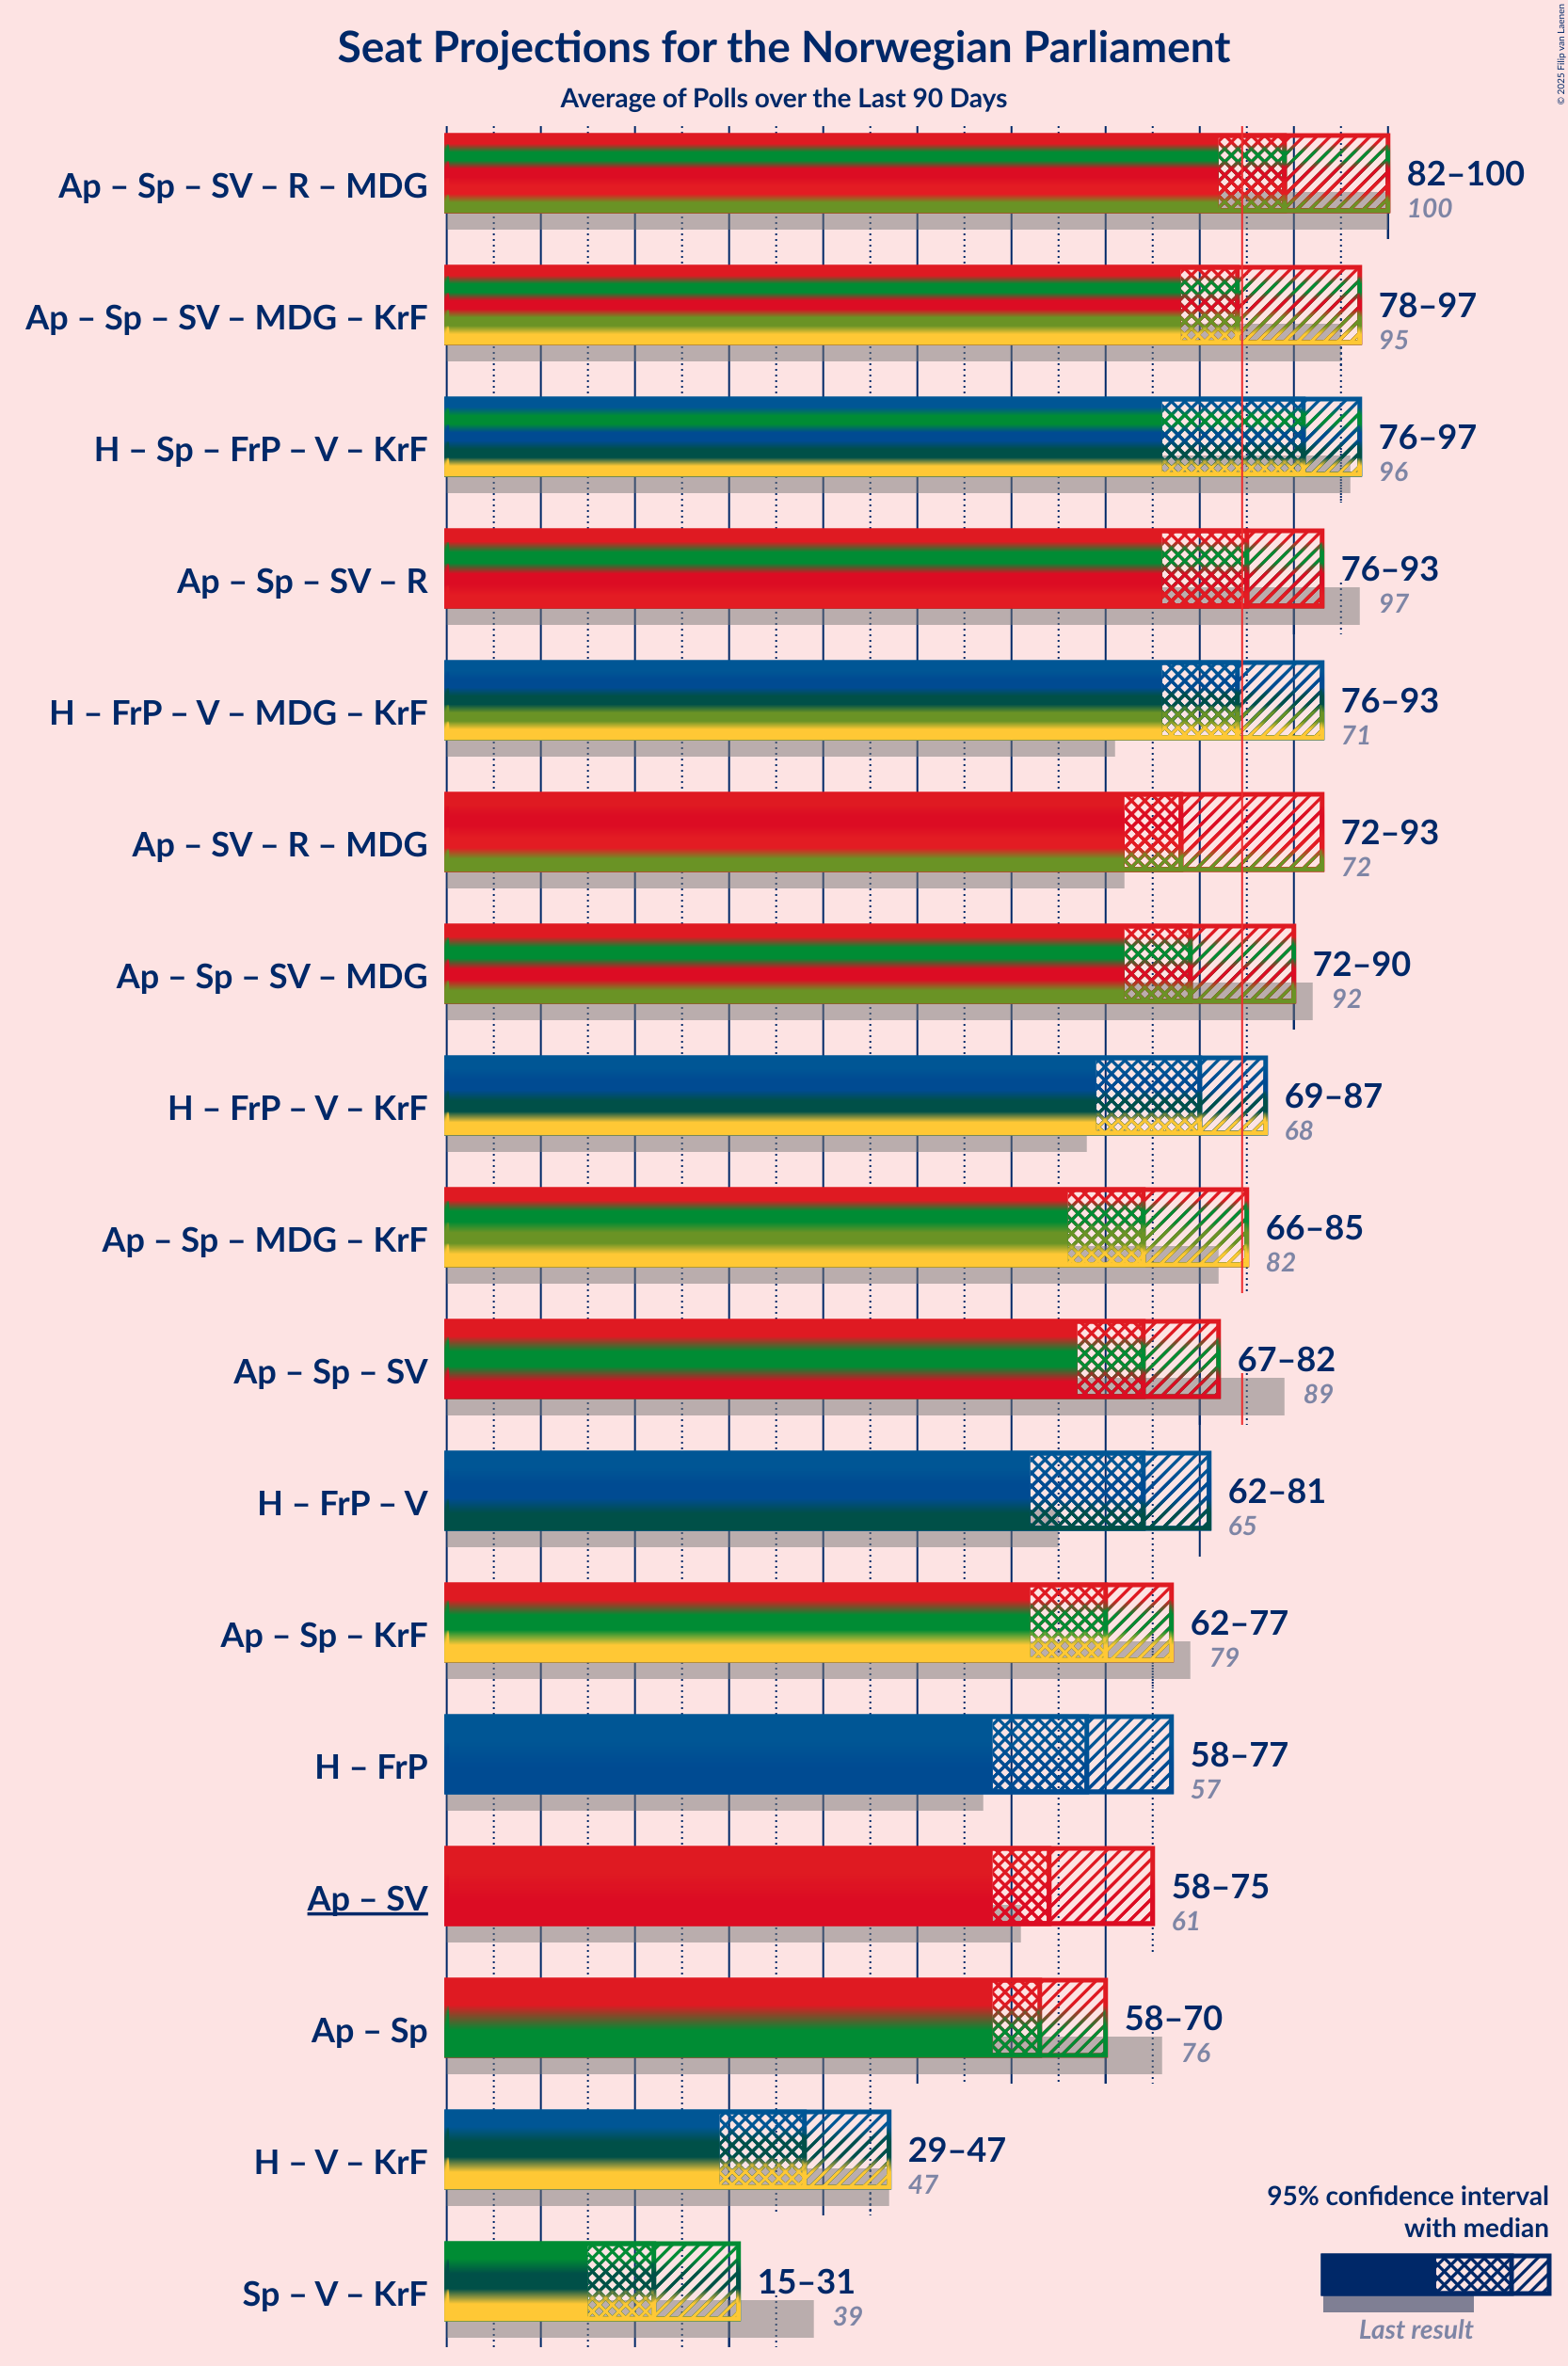 Seat Projections for the Norwegian Parliament
Average of Polls over the Last 90 Days
© 2025 Filip van Laenen
Ap – Sp – SV – R – MDG
82–100
100
Ap – Sp – SV – MDG – KrF
78–97
95
H – Sp – FrP – V – KrF
76–97
96
Ap – Sp – SV – R
76–93
97
H – FrP – V – MDG – KrF
76–93
71
Ap – SV – R – MDG
72–93
72
Ap – Sp – SV – MDG
72–90
92
H – FrP – V – KrF
69–87
68
Ap – Sp – MDG – KrF
66–85
82
Ap – Sp – SV
67–82
89
H – FrP – V
62–81
65
Ap – Sp – KrF
62–77
79
H – FrP
58–77
57
Ap – SV
58–75
61
Ap – Sp
58–70
76
H – V – KrF
29–47
47
Sp – V – KrF
15–31
39
95% confidence interval
with median
Last result